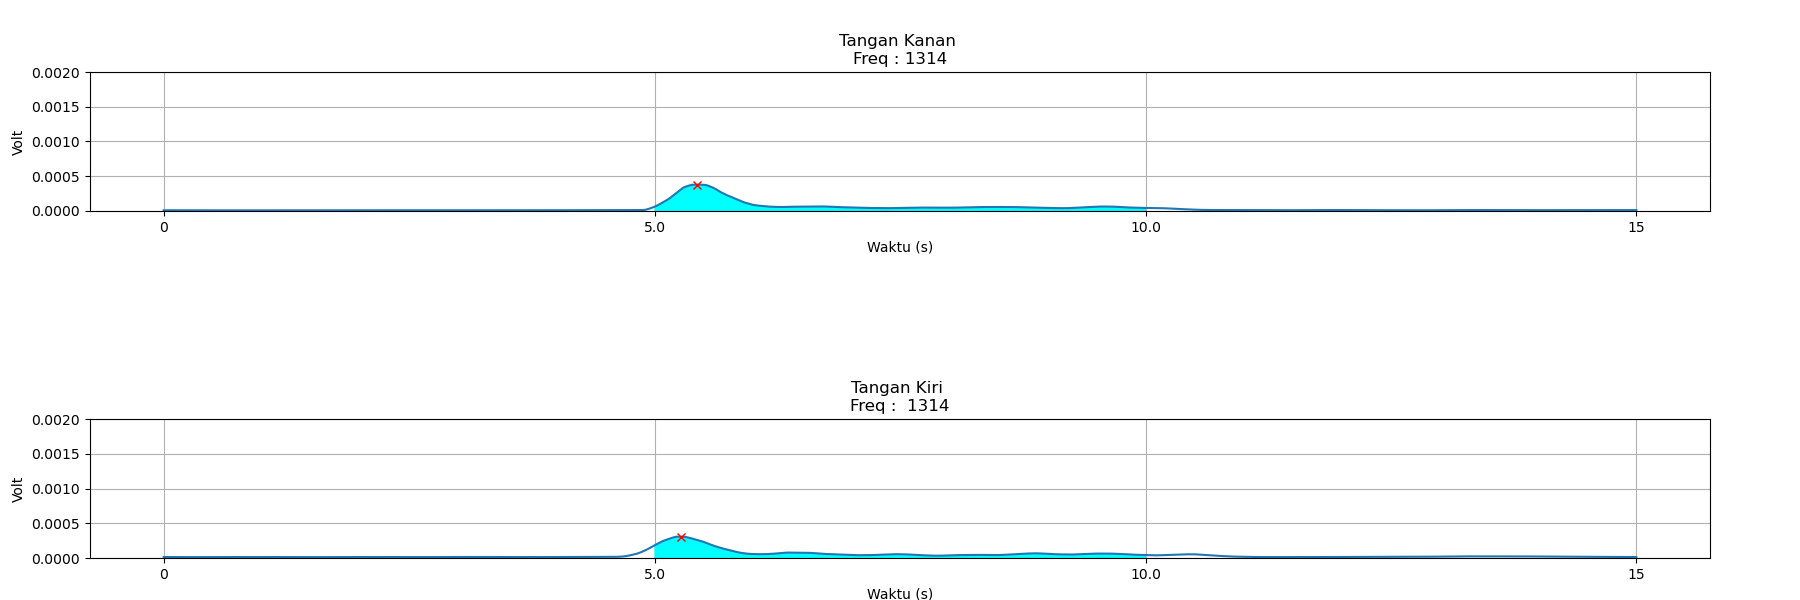 Tangan Kanan
Freq : 1314
0.0020
0.0015
0.0010
0.0005
0.0000
Volt
0 5.0 10.0 15
Waktu (s)
Tangan Kiri
Freq :  1314
0.0020
0.0015
0.0010
0.0005
0.0000
Volt
0 5.0 10.0 15
Waktu (s)